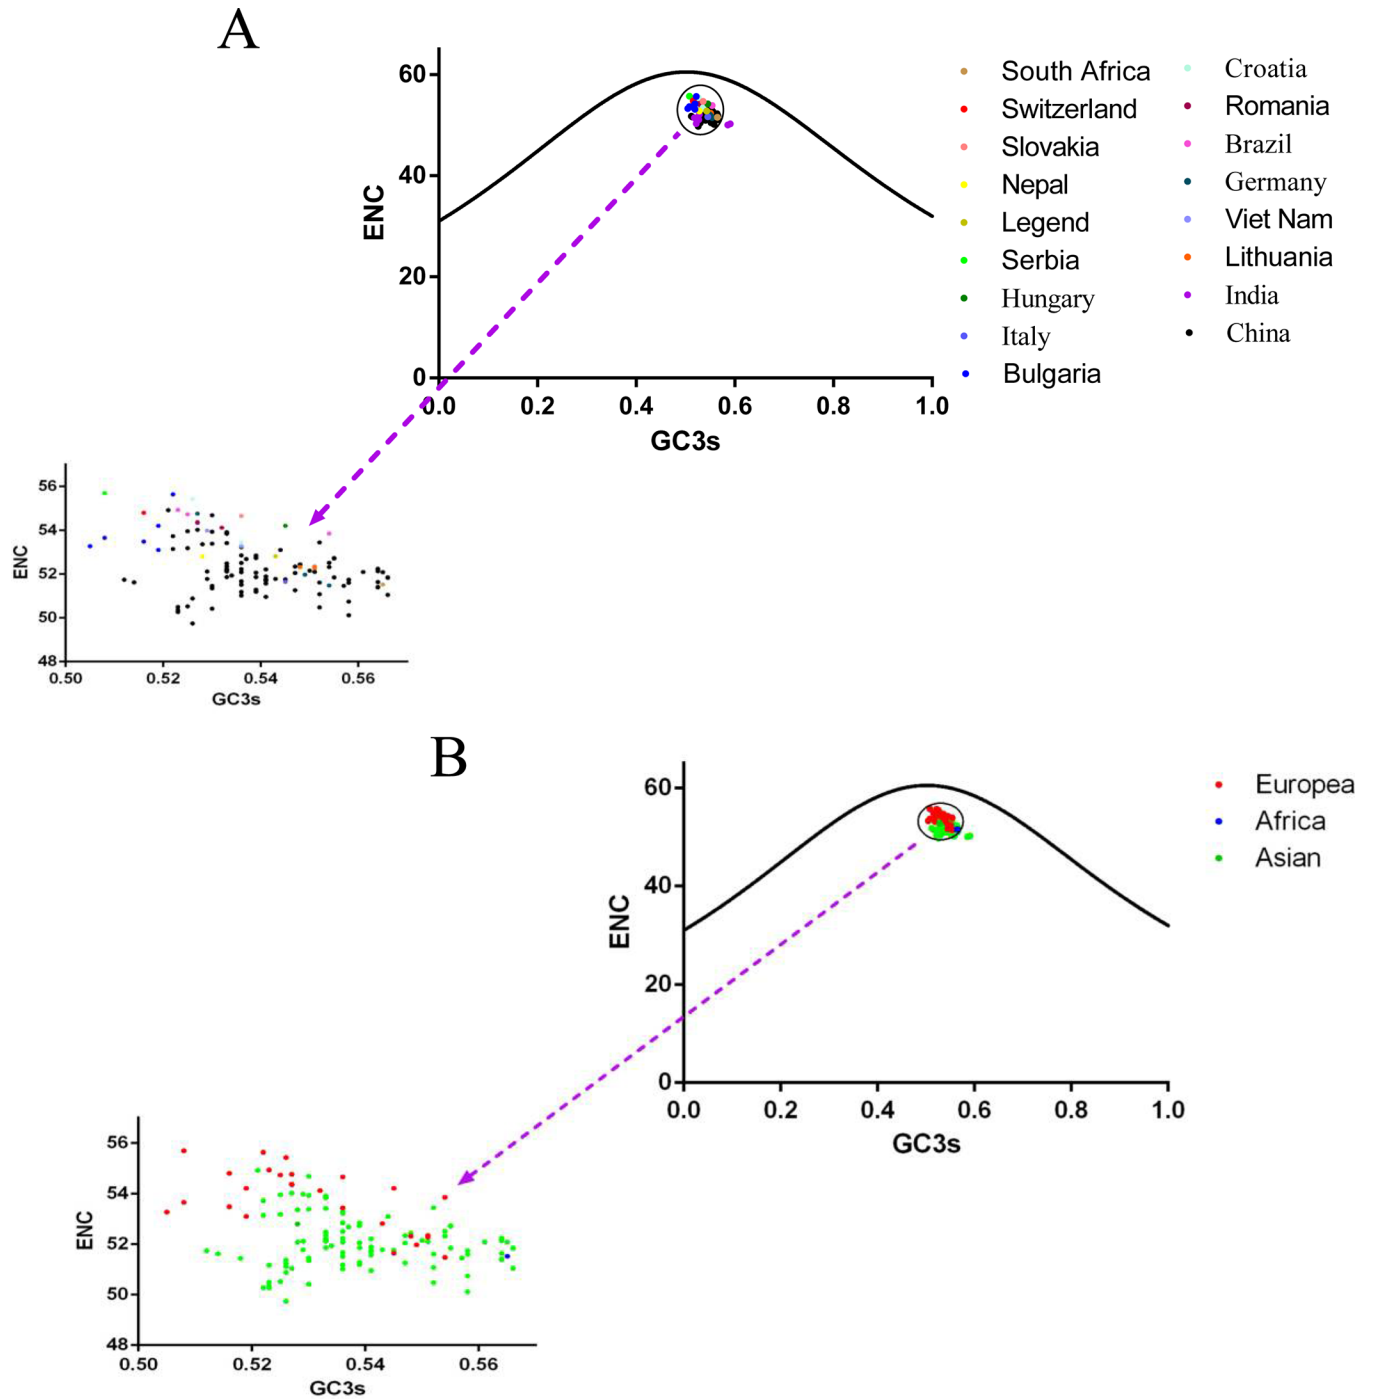 A
60
40
20
0
ENC
0.0 0.2 0.4 0.6 0.8 1.0
GC3s
South Africa
Switzerland
Slovakia
Nepal
Legend
Serbia
Hungary
Italy
Bulgaria
Croatia
Romania
Brazil
Germany
Viet Nam
Lithuania
India
China
56
54
52
50
48
ENC
0.50 0.52 0.54 0.56
GC3s
B
60
40
20
0
ENC
0.0 0.2 0.4 0.6 0.8 1.0
GC3s
Europea
Africa
Asian
56
54
52
50
48
ENC
0.50 0.52 0.54 0.56
GC3s